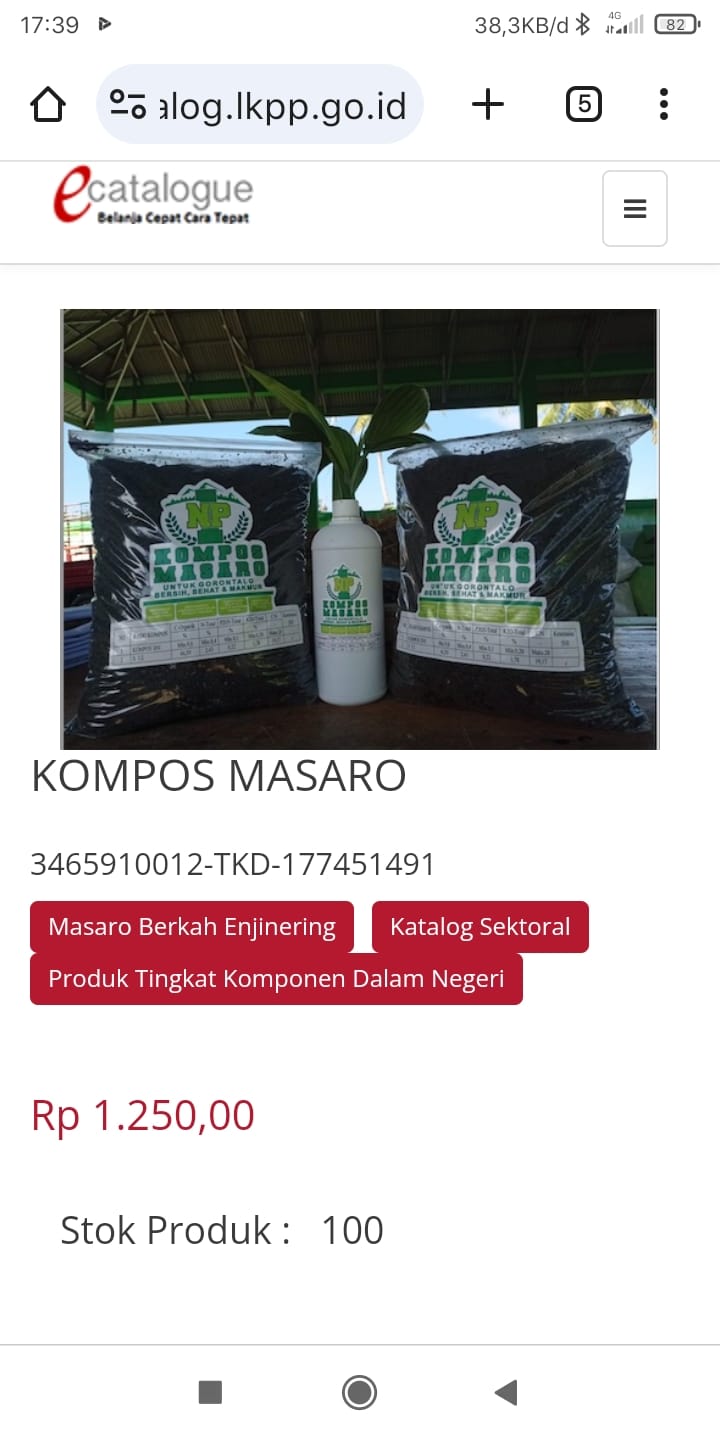 17:39
38,3KB/d
4G
82
alog.lkpp.go.id
5
ecatalogue
Belanja Cepat Cara Tepat
NP
KOMPOS
MASARO
UNTUK GORONTALO
BERSIH, SEHAT & MAKMUR
NP
KOMPOS
MASARO
NP
KOMPOS
MASARO
UNTUK GORONTALO
BERSIH, SEHAT & MAKMUR
KOMPOS MASARO
3465910012-TKD-177451491
Masaro Berkah Enjinering
Katalog Sektoral
Produk Tingkat Komponen Dalam Negeri
Rp 1.250,00
Stok Produk : 100